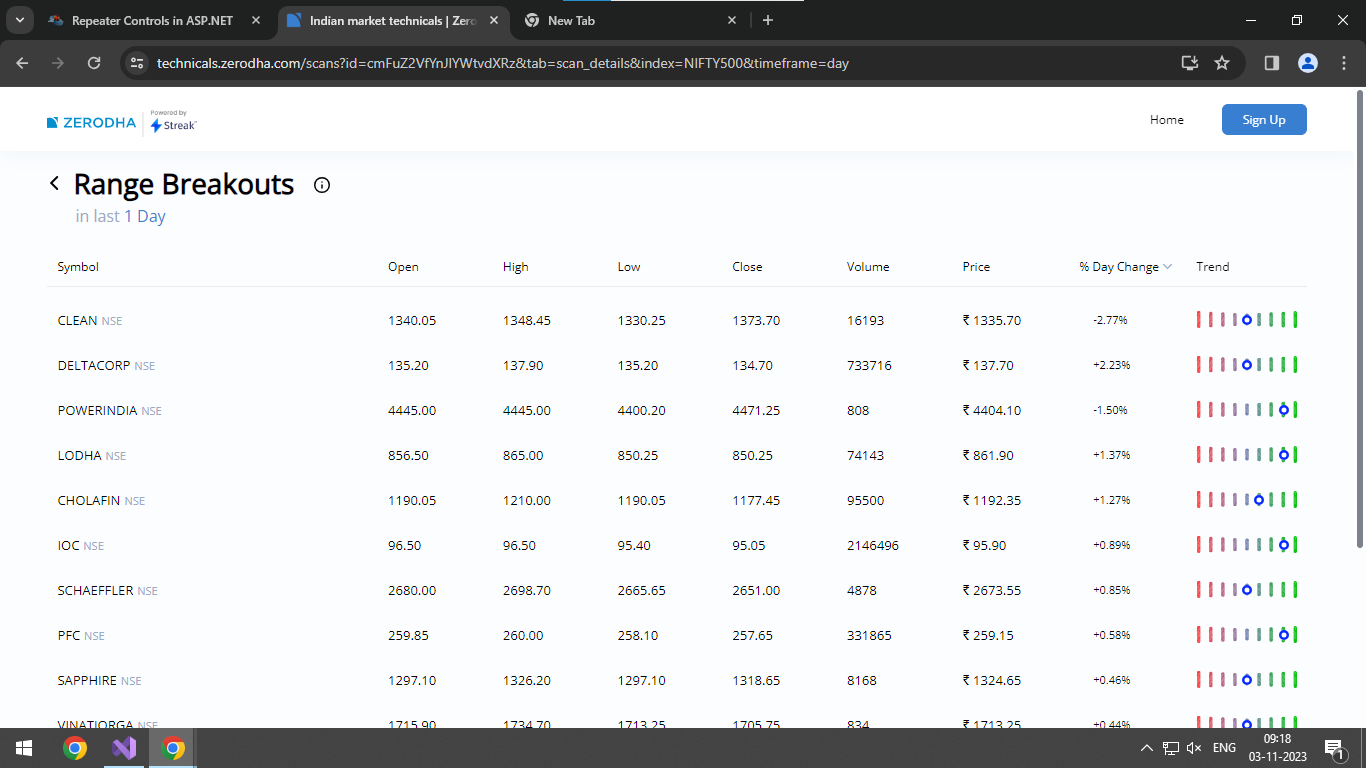 Repeater Controls in ASP.NET
Indian market technicals | Zero
New Tab
technicals.zerodha.com/scans?id=cmFuZ2VfYnJlYWtvdXRz&tab=scan_details&index=NIFTY500&timeframe=day
ZERODHA
Powered by
Streak™
Home
Sign Up
Range Breakouts
in last 1 Day
Symbol Open High Low Close Volume Price % Day Change Trend
CLEAN NSE 1340.05 1348.45 1330.25 1373.70 16193 ₹ 1335.70 -2.77%
DELTACORP NSE 135.20 137.90 135.20 134.70 733716 ₹ 137.70 +2.23%
POWERINDIA NSE 4445.00 4445.00 4400.20 4471.25 808 ₹ 4404.10 -1.50%
LODHA NSE 856.50 865.00 850.25 850.25 74143 ₹ 861.90 +1.37%
CHOLAFIN NSE 1190.05 1210.00 1190.05 1177.45 95500 ₹ 1192.35 +1.27%
IOC NSE 96.50 96.50 95.40 95.05 2146496 ₹ 95.90 +0.89%
SCHAEFFLER NSE 2680.00 2698.70 2665.65 2651.00 4878 ₹ 2673.55 +0.85%
PFC NSE 259.85 260.00 258.10 257.65 331865 ₹ 259.15 +0.58%
SAPPHIRE NSE 1297.10 1326.20 1297.10 1318.65 8168 ₹ 1324.65 +0.46%
VINATIORGA NSE 1715.90 1734.70 1713.25 1705.75 834 ₹ 1713.25 +0.44%
ENG
09:18
03-11-2023
1